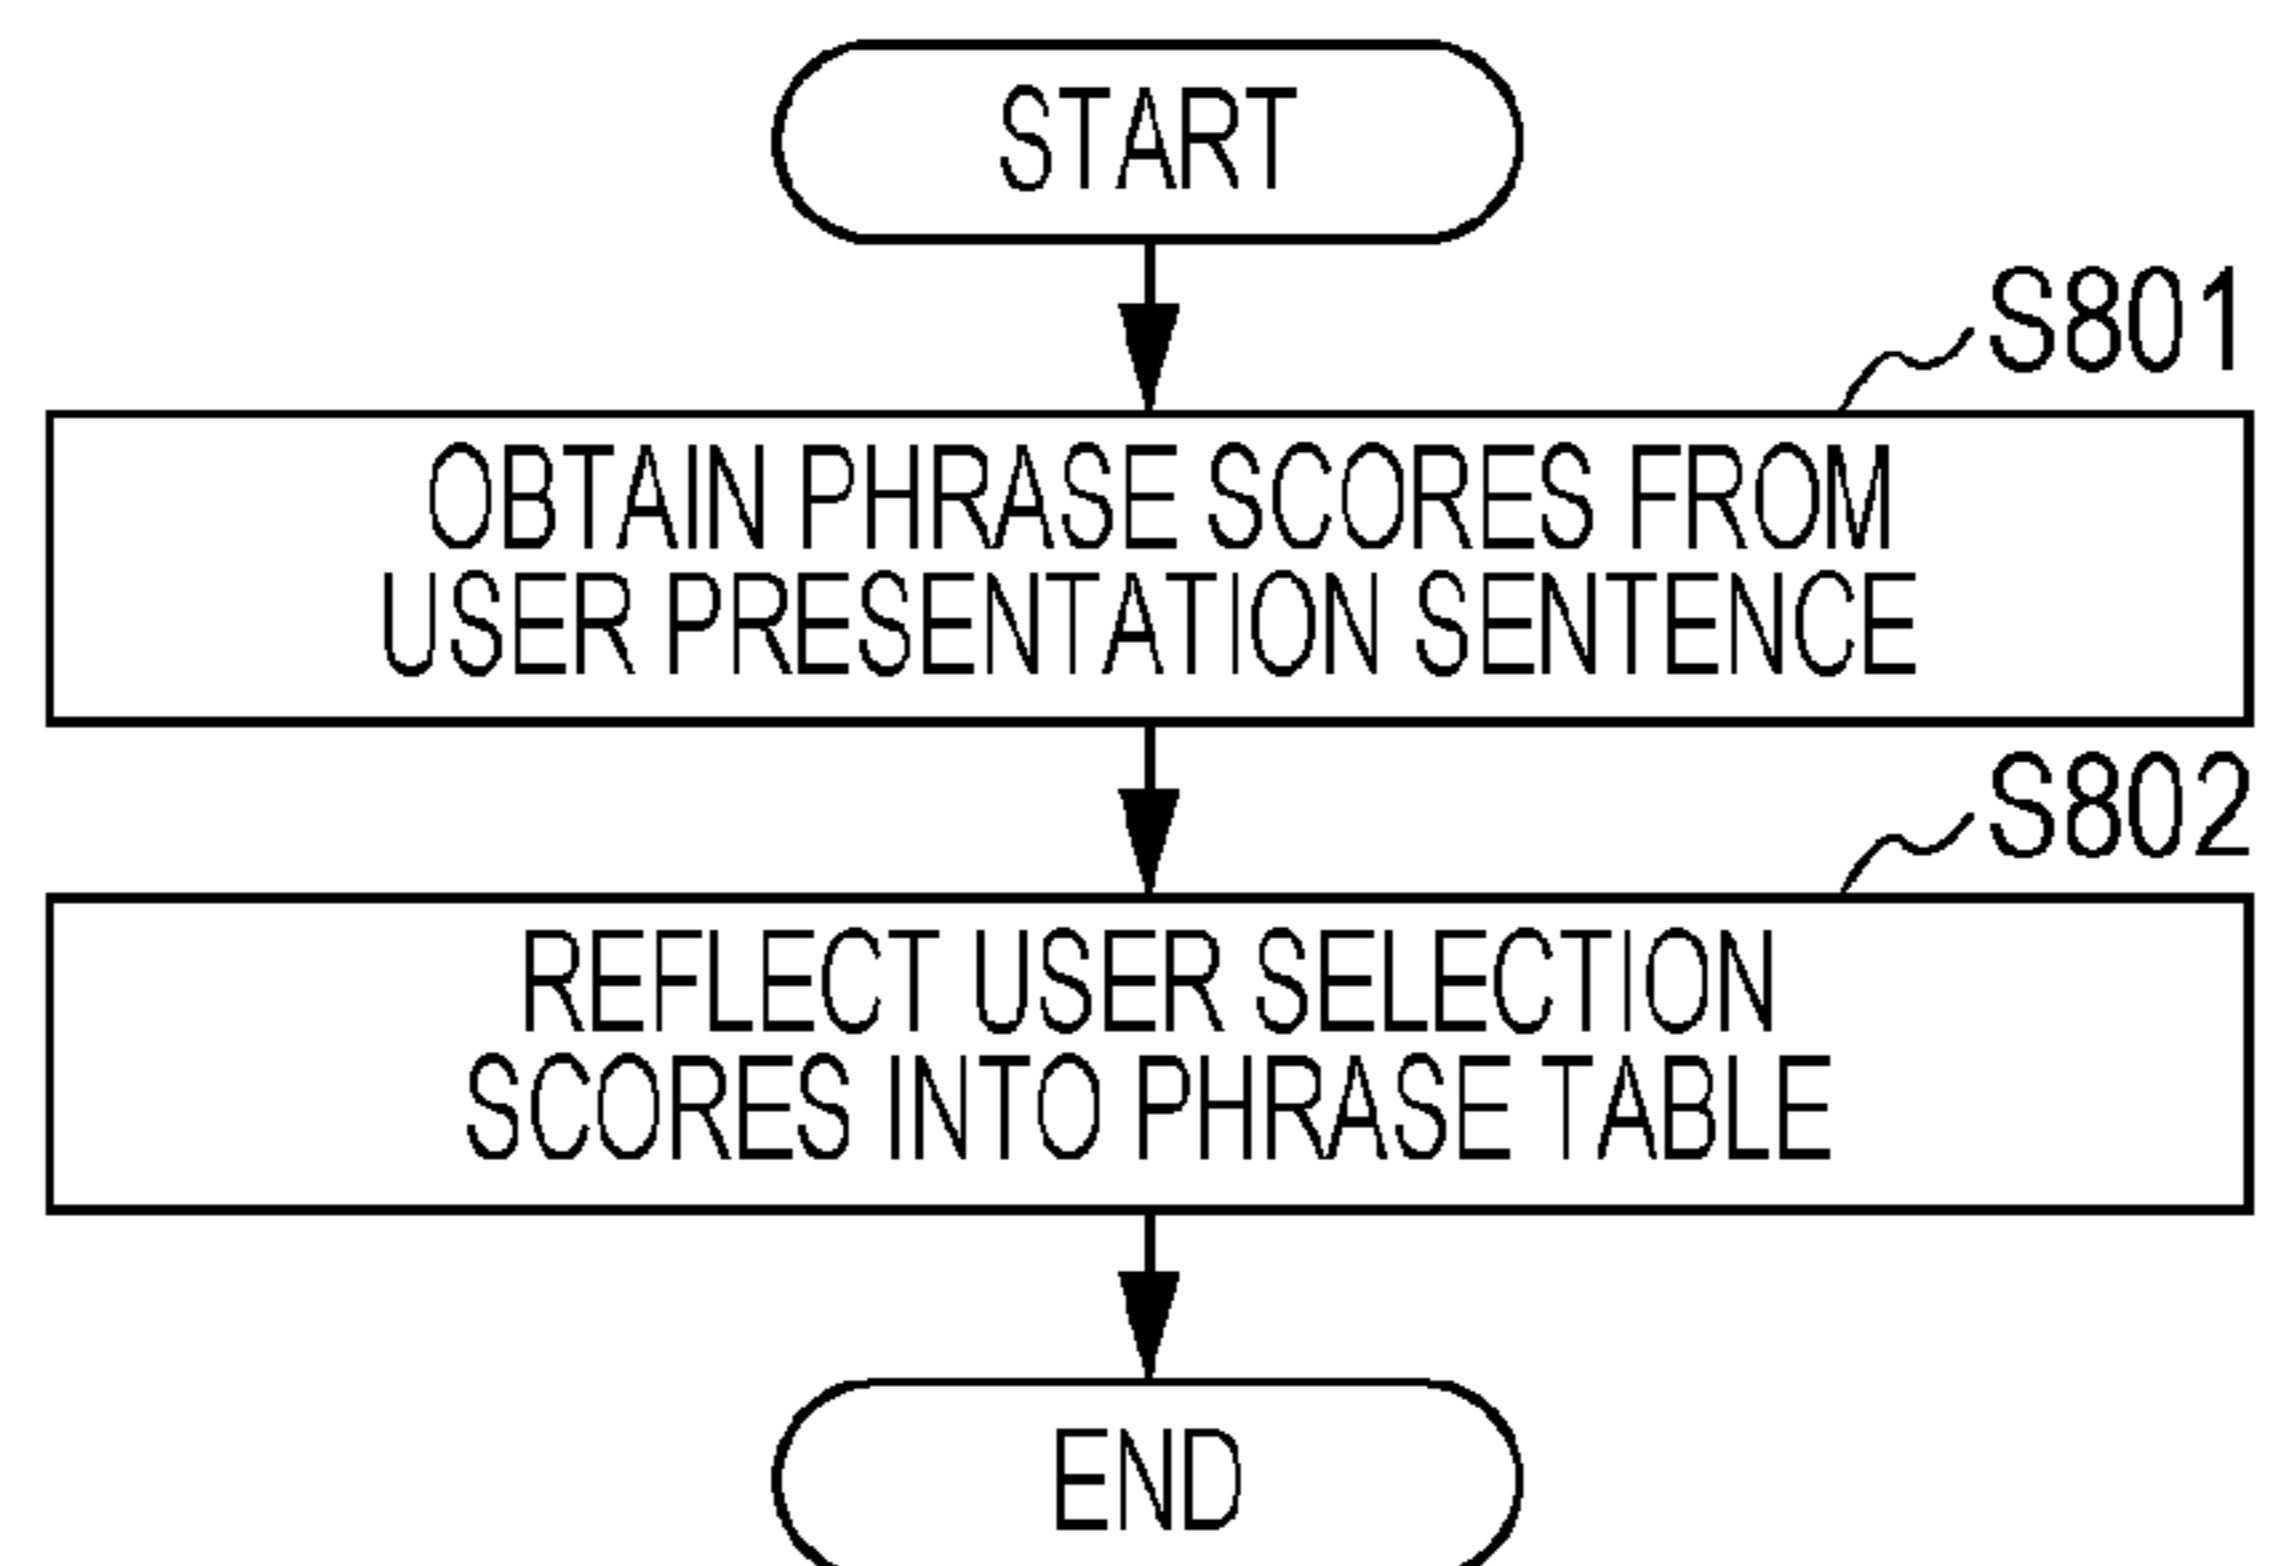 START
S801
OBTAIN PHRASE SCORES FROM
USER PRESENTATION SENTENCE
S802
REFLECT USER SELECTION
SCORES INTO PHRASE TABLE
END